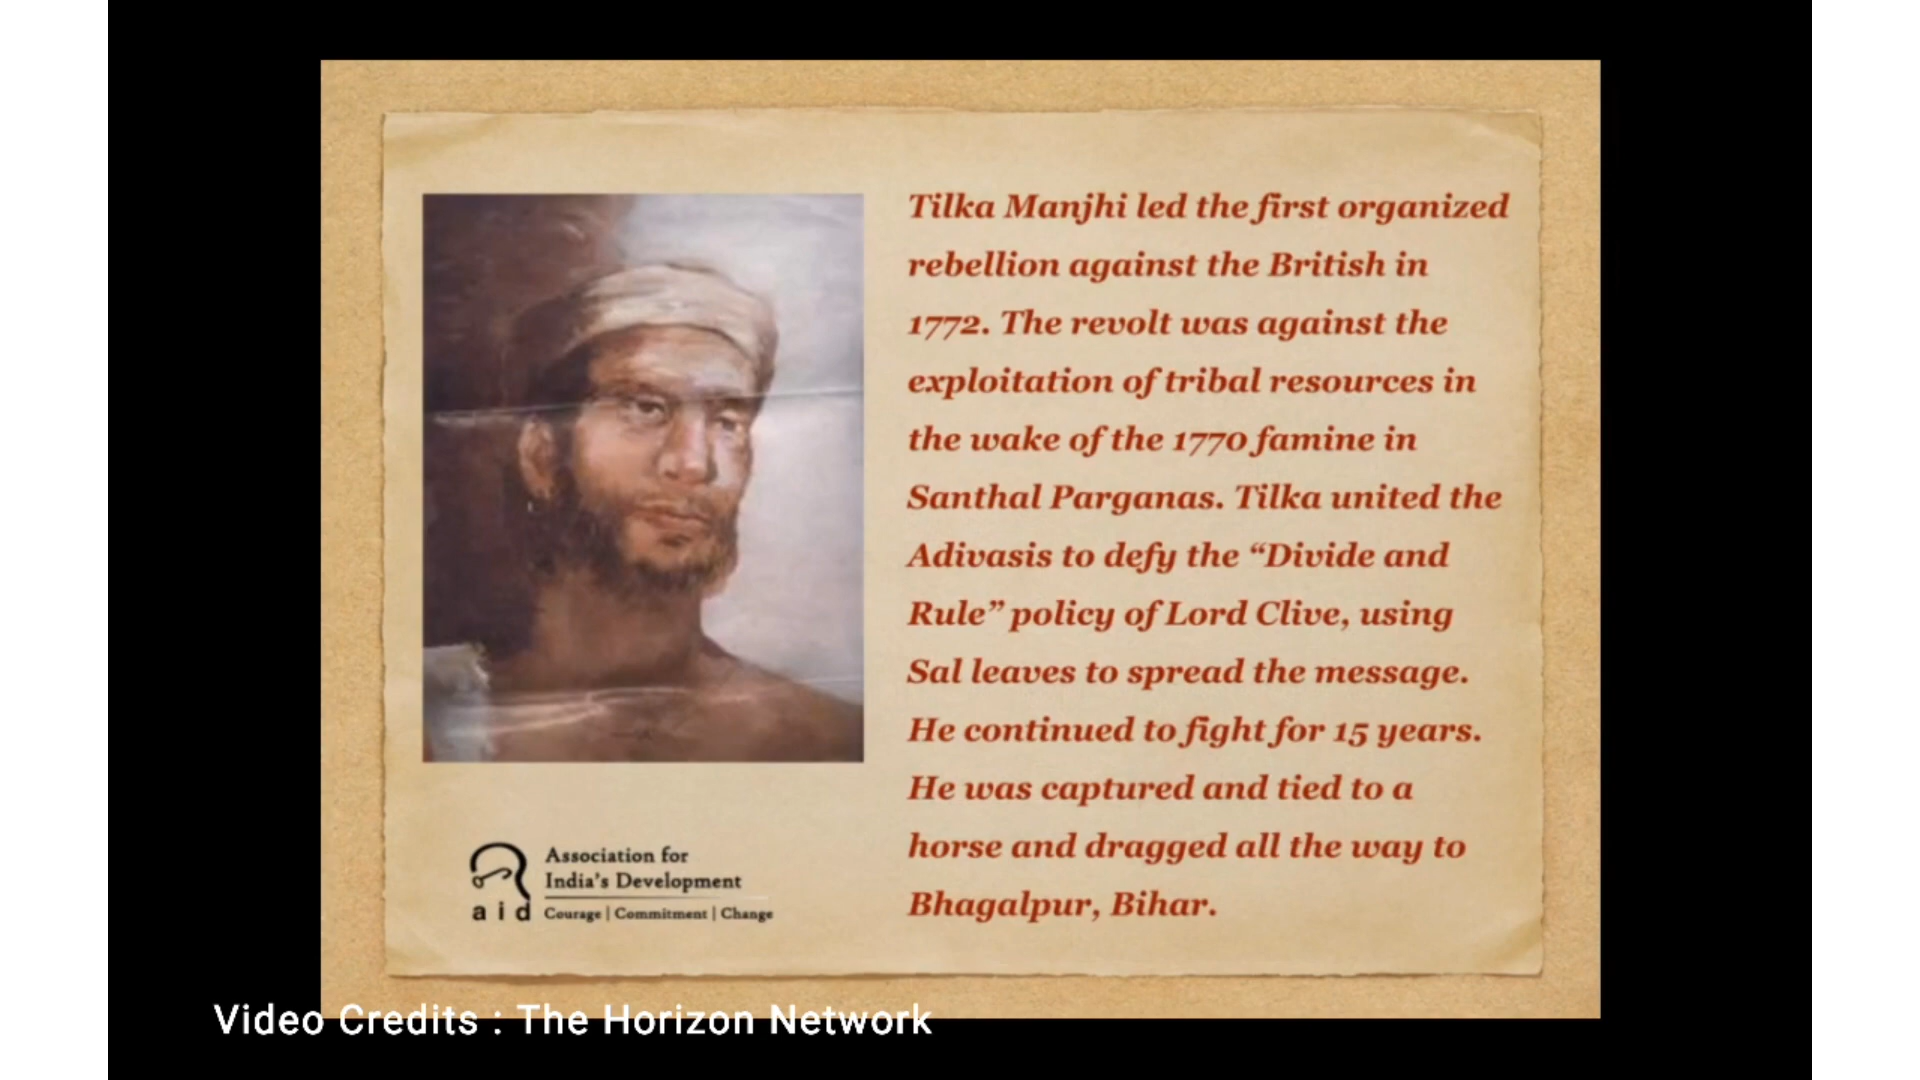 Tilka Manjhi led the first organized
rebellion against the British in
1772. The revolt was against the
exploitation of tribal resources in
the wake of the 1770 famine in
Santhal Parganas. Tilka united the
Adivasis to defy the “Divide and
Rule” policy of Lord Clive, using
Sal leaves to spread the message.
He continued to fight for 15 years.
He was captured and tied to a
horse and dragged all the way to
Bhagalpur, Bihar.
Association for
India's Development
aid Courage | Commitment | Change
Video Credits : The Horizon Network